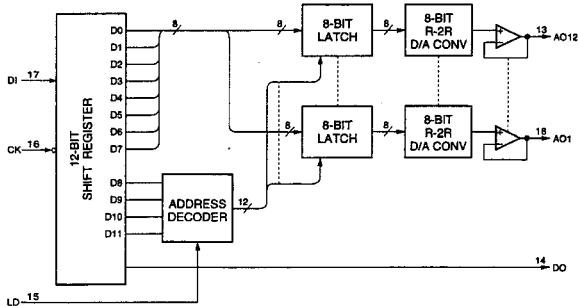 8 8 8-BIT LATCH 8 8-BIT R-2R D/A CONV + − 13 AO12
D0
D1
D2
D3
D4
D5
D6
D7
D8
D9
D10
D11
DI 17
CK 16
12-BIT SHIFT REGISTER
8 8-BIT LATCH 8 8-BIT R-2R D/A CONV + − 18 AO1
ADDRESS DECODER 12
14 DO
LD 15